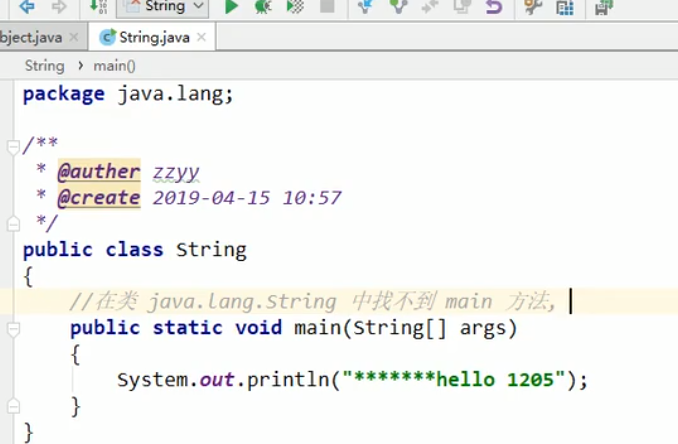 String
bject.java
String.java
String
main()
package java.lang;
/**
* @auther zzyy
* @create 2019-04-15 10:57
*/
public class String
{
//在类 java.lang.String 中找不到 main 方法,
public static void main(String[] args)
{
System.out.println("*******hello 1205");
}
}